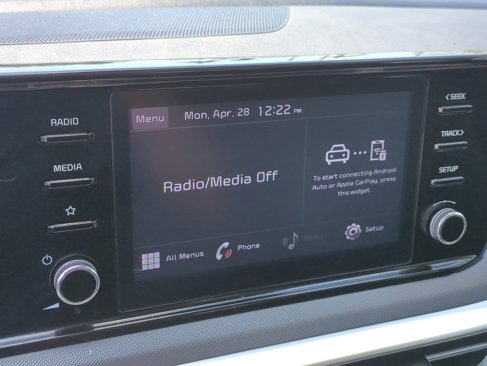 RADIO
MEDIA
Menu
Mon, Apr. 28 12:22 PM
Radio/Media Off
To start connecting Android
Auto or Apple CarPlay, press
this widget.
All Menus
Phone
Setup
< SEEK
TRACK >
SETUP